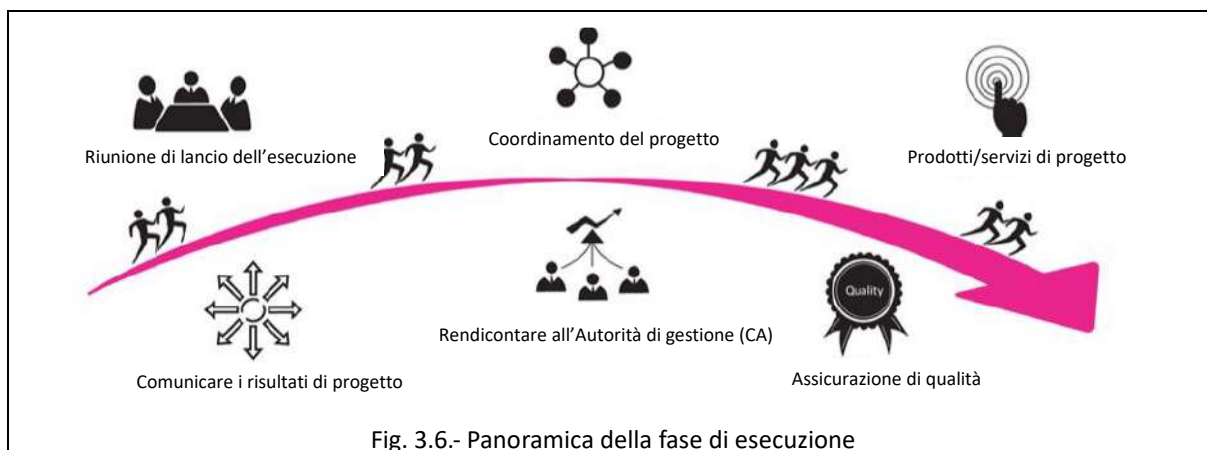 Riunione di lancio dell’esecuzione
Coordinamento del progetto
Prodotti/servizi di progetto
Comunicare i risultati di progetto
Rendicontare all’Autorità di gestione (CA)
Quality
Assicurazione di qualità
Fig. 3.6.- Panoramica della fase di esecuzione